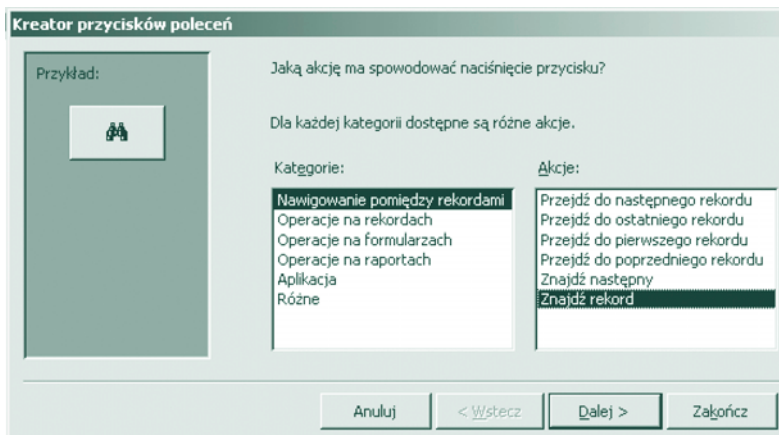 Kreator przycisków poleceń
Przykład:
Jaką akcję ma spowodować naciśnięcie przycisku?
Dla każdej kategorii dostępne są różne akcje.
Kategorie:
Nawigowanie pomiędzy rekordami
Operacje na rekordach
Operacje na formularzach
Operacje na raportach
Aplikacja
Różne
Akcje:
Przejdź do następnego rekordu
Przejdź do ostatniego rekordu
Przejdź do pierwszego rekordu
Przejdź do poprzedniego rekordu
Znajdź następny
Znajdź rekord
Anuluj
< Wstecz
Dalej >
Zakończ